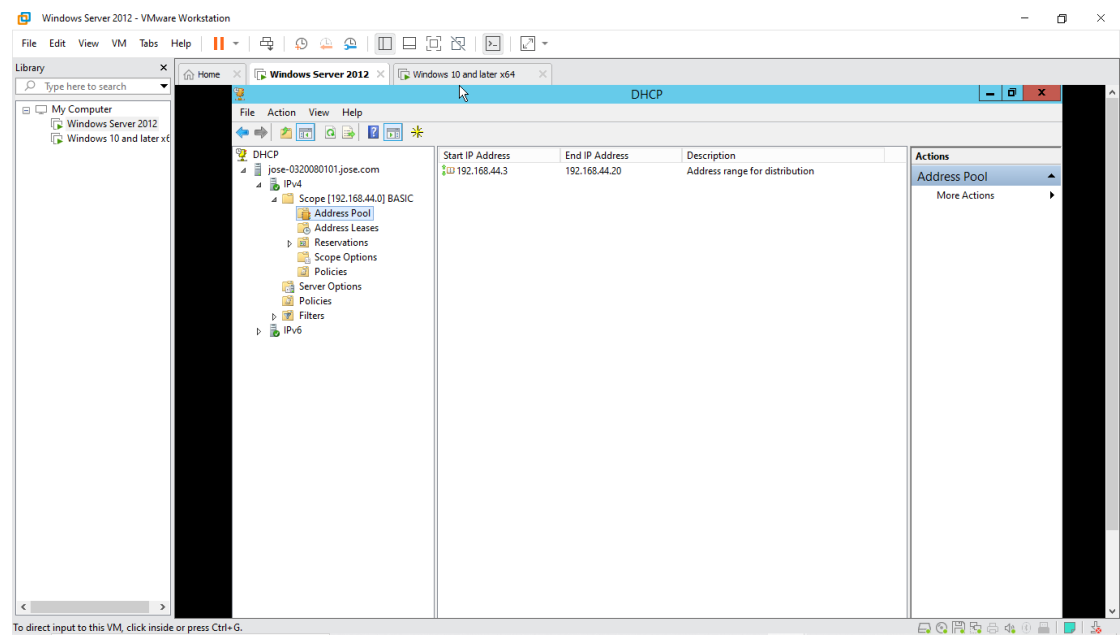 Windows Server 2012 - VMware Workstation
File Edit View VM Tabs Help
Library
Type here to search
My Computer
Windows Server 2012
Windows 10 and later x6
Home
Windows Server 2012
Windows 10 and later x64
DHCP
File Action View Help
DHCP
jose-0320080101.jose.com
IPv4
Scope [192.168.44.0] BASIC
Address Pool
Address Leases
Reservations
Scope Options
Policies
Server Options
Policies
Filters
IPv6
Start IP Address End IP Address Description
192.168.44.3 192.168.44.20 Address range for distribution
Actions
Address Pool
More Actions
To direct input to this VM, click inside or press Ctrl+G.